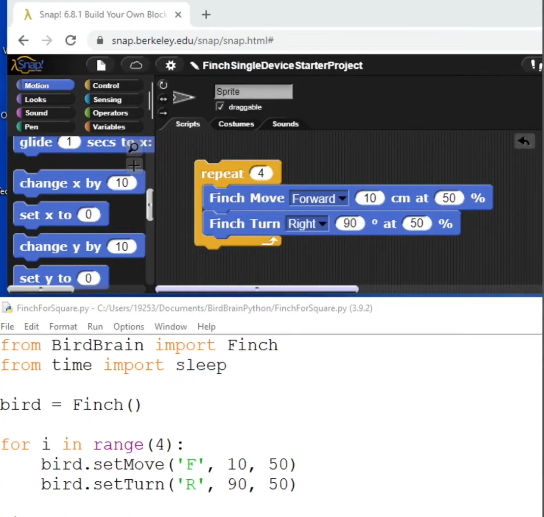 Snap! 6.8.1 Build Your Own Block
snap.berkeley.edu/snap/snap.html#
Snap! FinchSingleDeviceStarterProject
Motion Control
Looks Sensing
Sound Operators
Pen Variables
Sprite
draggable
Scripts Costumes Sounds
glide 1 secs to x:
change x by 10
set x to 0
change y by 10
set y to 0
repeat 4
Finch Move Forward 10 cm at 50 %
Finch Turn Right 90 ° at 50 %
FinchForSquare.py - C:/Users/19253/Documents/BirdBrainPython/FinchForSquare.py (3.9.2)
File Edit Format Run Options Window Help
from BirdBrain import Finch
from time import sleep
bird = Finch()
for i in range(4):
bird.setMove('F', 10, 50)
bird.setTurn('R', 90, 50)